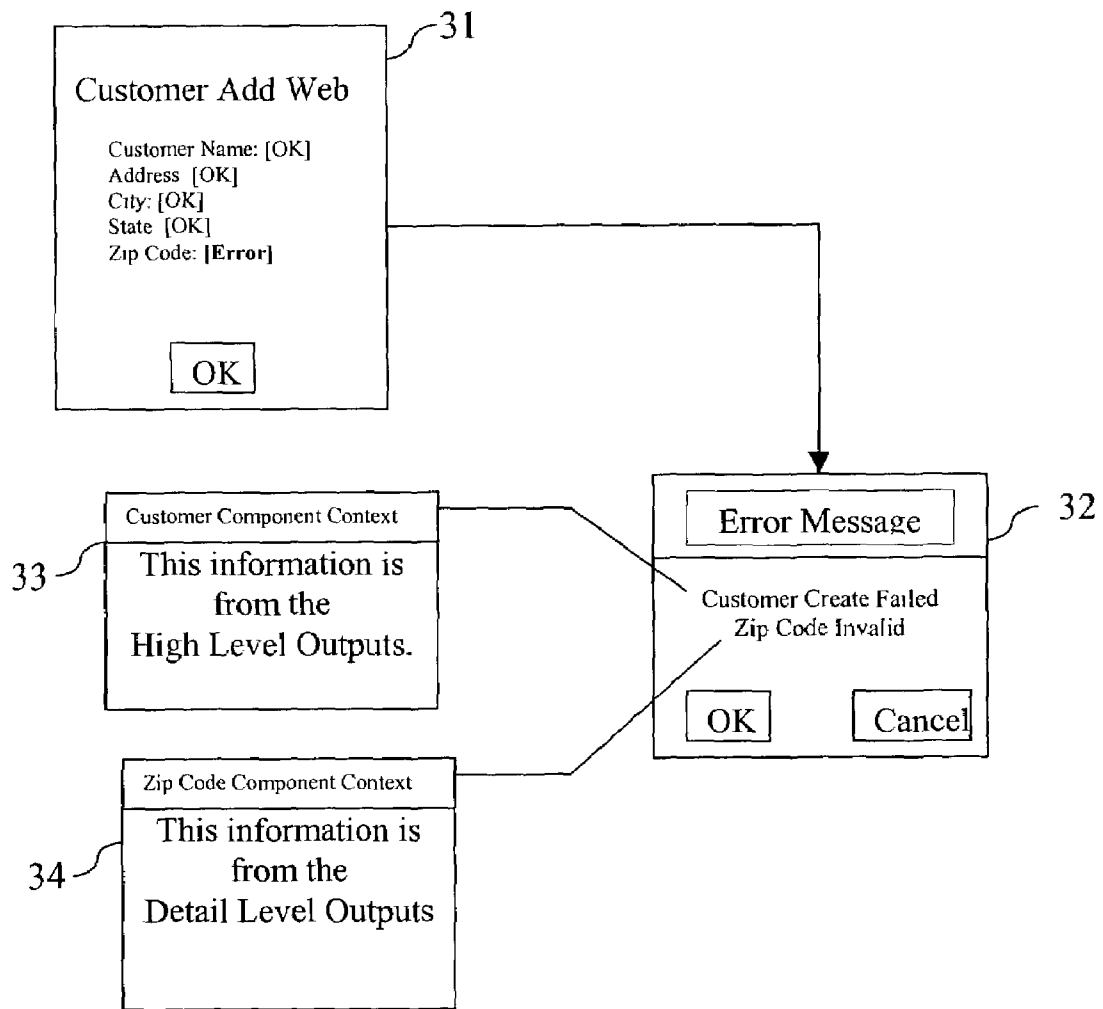 31
Customer Add Web
Customer Name: [OK]
Address [OK]
City: [OK]
State [OK]
Zip Code: [Error]
OK
Error Message
32
Customer Create Failed
Zip Code Invalid
OK
Cancel
Customer Component Context
33
This information is
from the
High Level Outputs.
Zip Code Component Context
34
This information is
from the
Detail Level Outputs